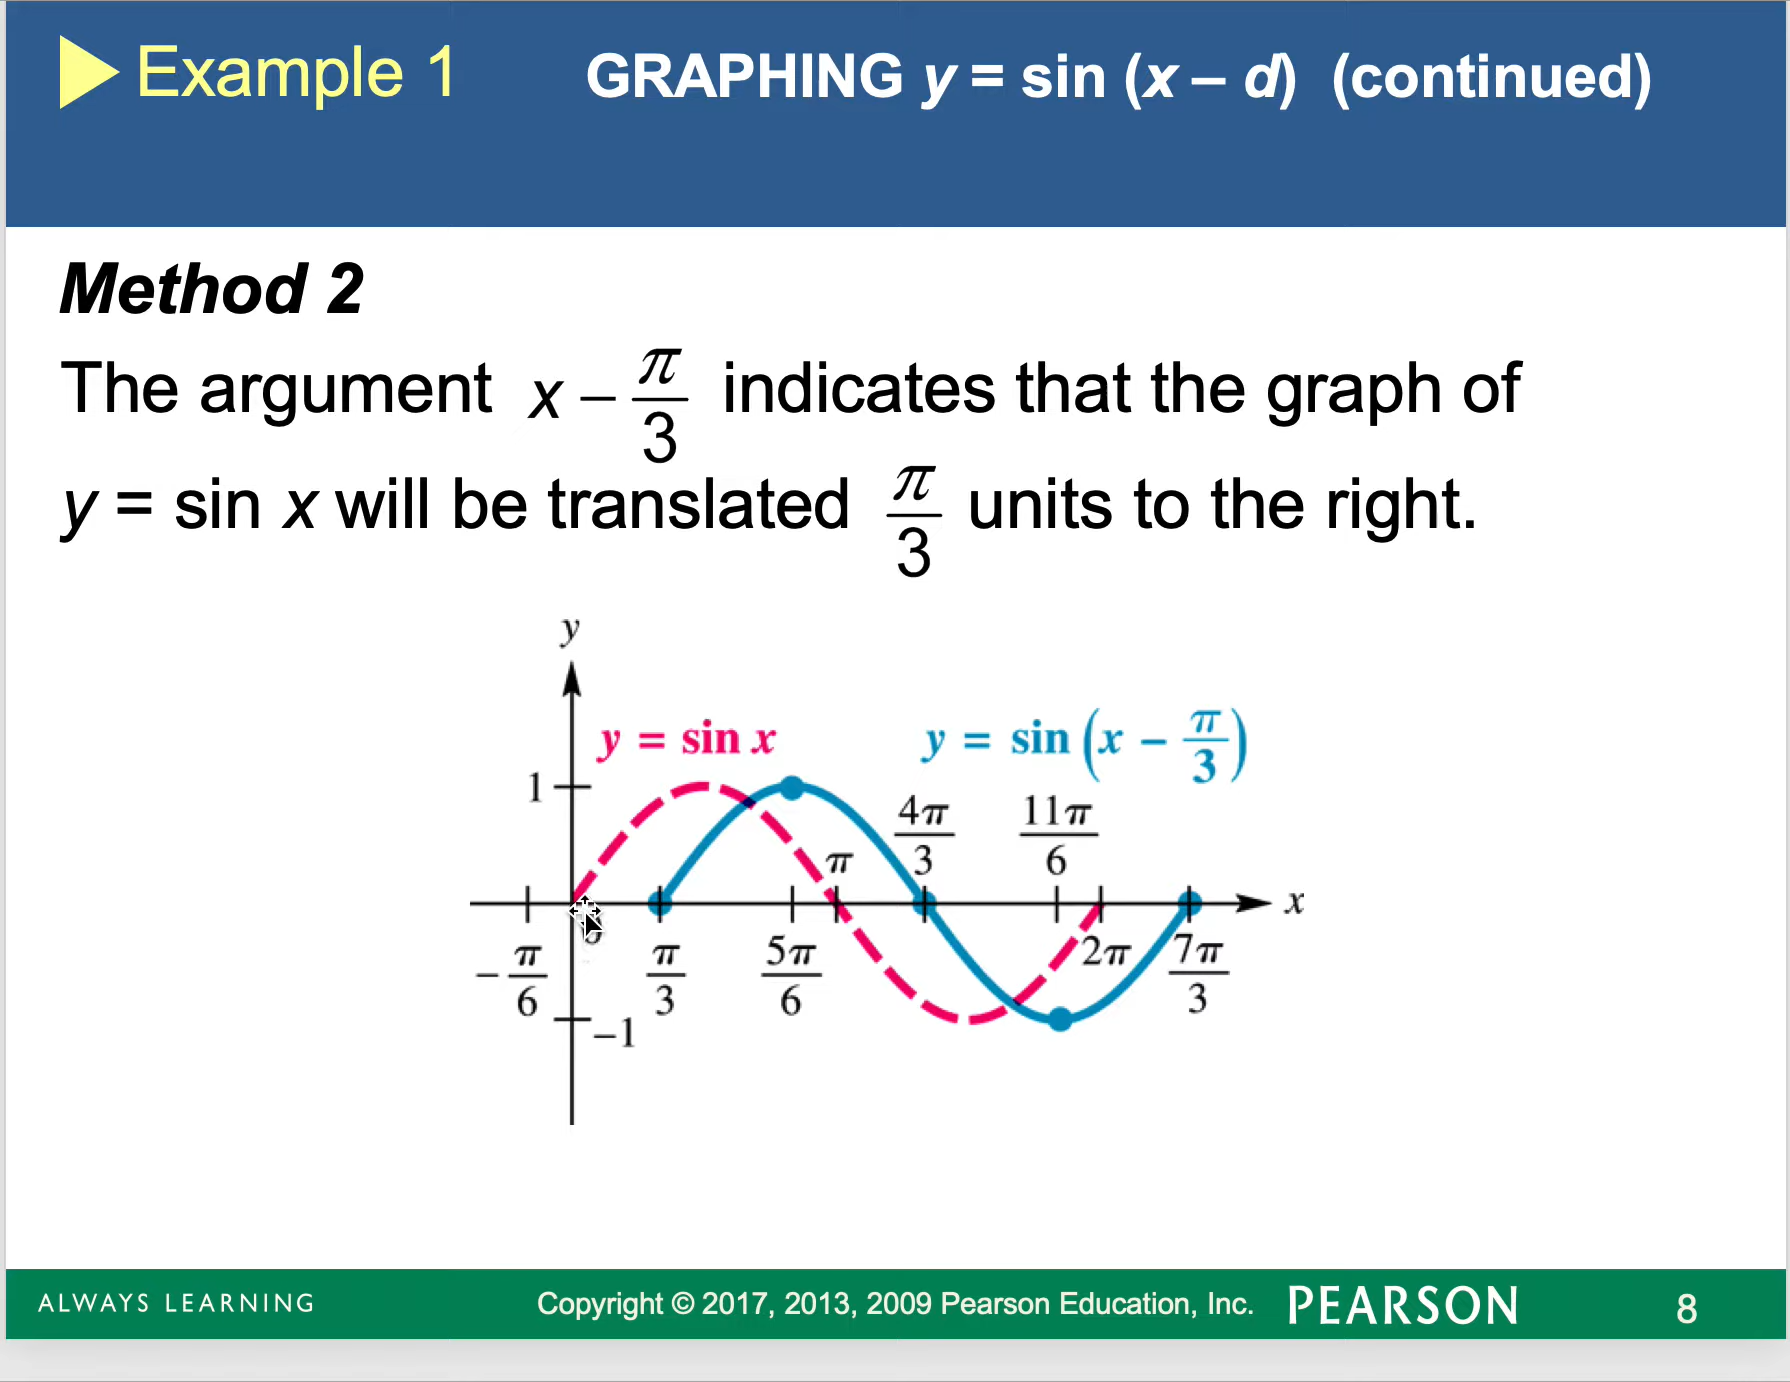 Example 1 GRAPHING y = sin (x – d) (continued)
Method 2
The argument x – π/3 indicates that the graph of
y = sin x will be translated π/3 units to the right.
y
y = sin x
y = sin (x – π/3)
1
4π/3
11π/6
π
x
–π/6
π/3
5π/6
2π
7π/3
–1
ALWAYS LEARNING
Copyright © 2017, 2013, 2009 Pearson Education, Inc.
PEARSON
8